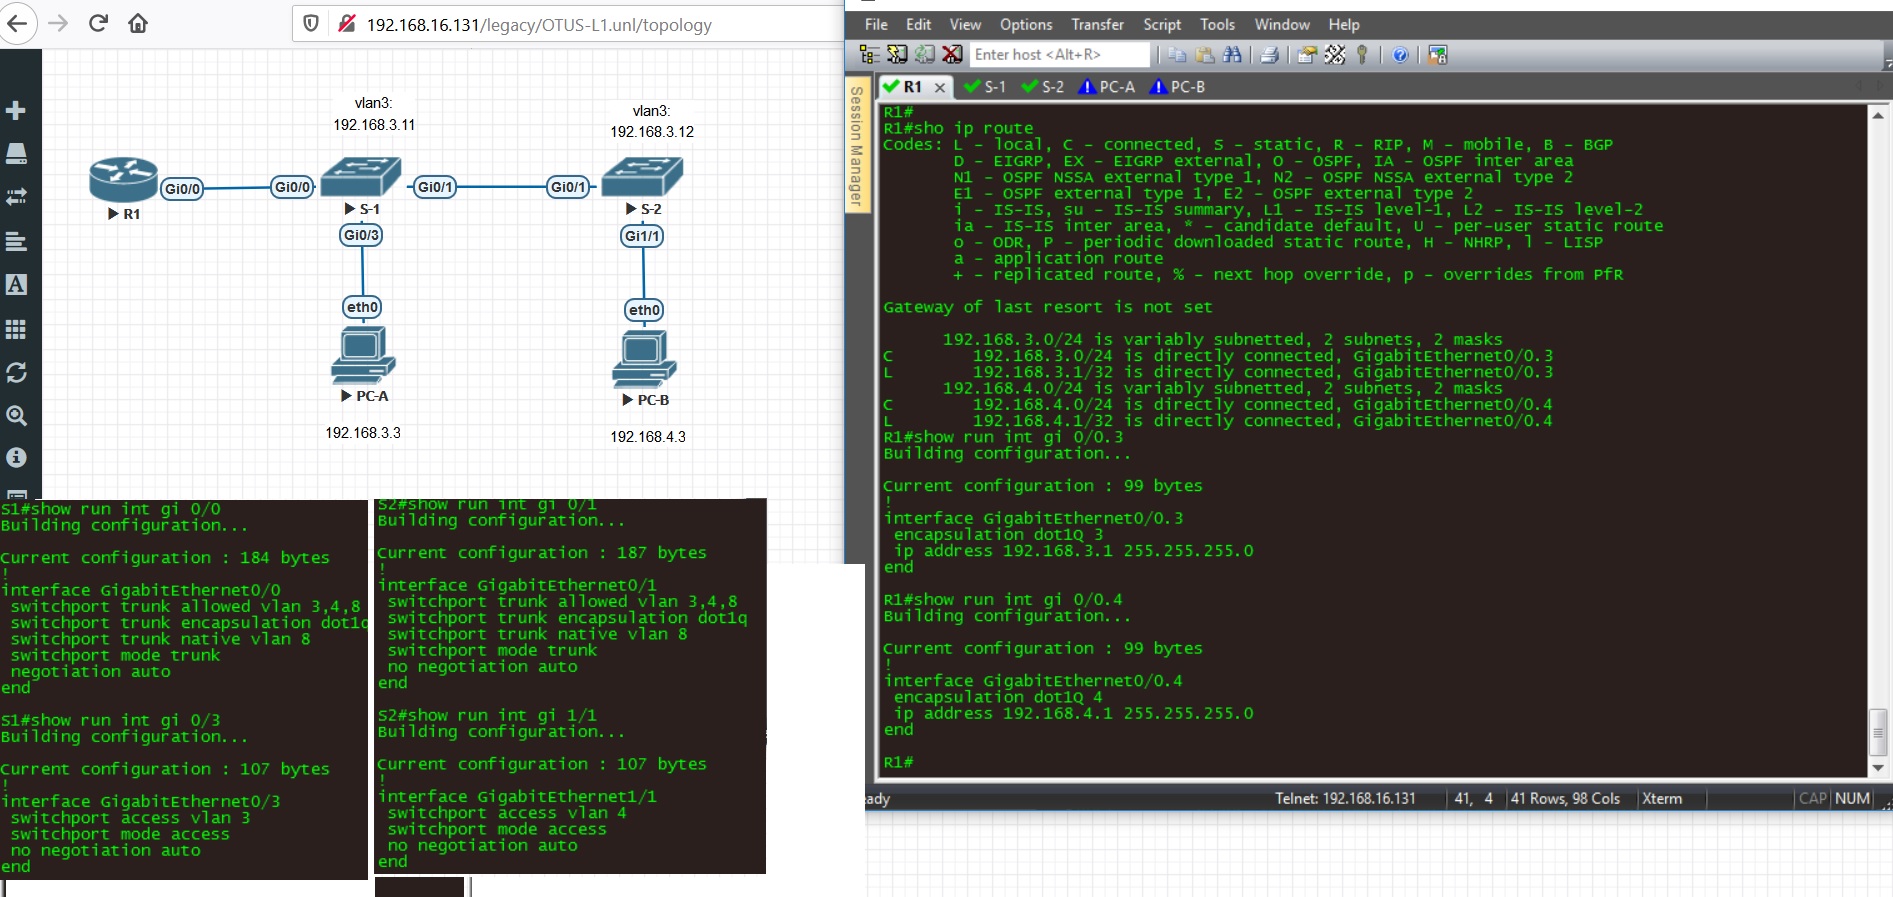 192.168.16.131/legacy/OTUS-L1.unl/topology
vlan3:
192.168.3.11
vlan3:
192.168.3.12
Gi0/0
Gi0/0
Gi0/1
Gi0/1
R1
S-1
S-2
Gi0/3
Gi1/1
eth0
eth0
PC-A
PC-B
192.168.3.3
192.168.4.3
S1#show run int gi 0/0
Building configuration...
Current configuration : 184 bytes
!
interface GigabitEthernet0/0
switchport trunk allowed vlan 3,4,8
switchport trunk encapsulation dot1q
switchport trunk native vlan 8
switchport mode trunk
negotiation auto
end
S1#show run int gi 0/3
Building configuration...
Current configuration : 107 bytes
!
interface GigabitEthernet0/3
switchport access vlan 3
switchport mode access
no negotiation auto
end
S2#show run int gi 0/1
Building configuration...
Current configuration : 187 bytes
!
interface GigabitEthernet0/1
switchport trunk allowed vlan 3,4,8
switchport trunk encapsulation dot1q
switchport trunk native vlan 8
switchport mode trunk
no negotiation auto
end
S2#show run int gi 1/1
Building configuration...
Current configuration : 107 bytes
!
interface GigabitEthernet1/1
switchport access vlan 4
switchport mode access
no negotiation auto
end
File Edit View Options Transfer Script Tools Window Help
Enter host <Alt+R>
Session Manager
R1 S-1 S-2 PC-A PC-B
R1#
R1#sho ip route
Codes: L - local, C - connected, S - static, R - RIP, M - mobile, B - BGP
D - EIGRP, EX - EIGRP external, O - OSPF, IA - OSPF inter area
N1 - OSPF NSSA external type 1, N2 - OSPF NSSA external type 2
E1 - OSPF external type 1, E2 - OSPF external type 2
i - IS-IS, su - IS-IS summary, L1 - IS-IS level-1, L2 - IS-IS level-2
ia - IS-IS inter area, * - candidate default, U - per-user static route
o - ODR, P - periodic downloaded static route, H - NHRP, l - LISP
a - application route
+ - replicated route, % - next hop override, p - overrides from PfR
Gateway of last resort is not set
192.168.3.0/24 is variably subnetted, 2 subnets, 2 masks
C 192.168.3.0/24 is directly connected, GigabitEthernet0/0.3
L 192.168.3.1/32 is directly connected, GigabitEthernet0/0.3
192.168.4.0/24 is variably subnetted, 2 subnets, 2 masks
C 192.168.4.0/24 is directly connected, GigabitEthernet0/0.4
L 192.168.4.1/32 is directly connected, GigabitEthernet0/0.4
R1#show run int gi 0/0.3
Building configuration...
Current configuration : 99 bytes
!
interface GigabitEthernet0/0.3
encapsulation dot1Q 3
ip address 192.168.3.1 255.255.255.0
end
R1#show run int gi 0/0.4
Building configuration...
Current configuration : 99 bytes
!
interface GigabitEthernet0/0.4
encapsulation dot1Q 4
ip address 192.168.4.1 255.255.255.0
end
R1#
ady Telnet: 192.168.16.131 41, 4 41 Rows, 98 Cols Xterm CAP NUM